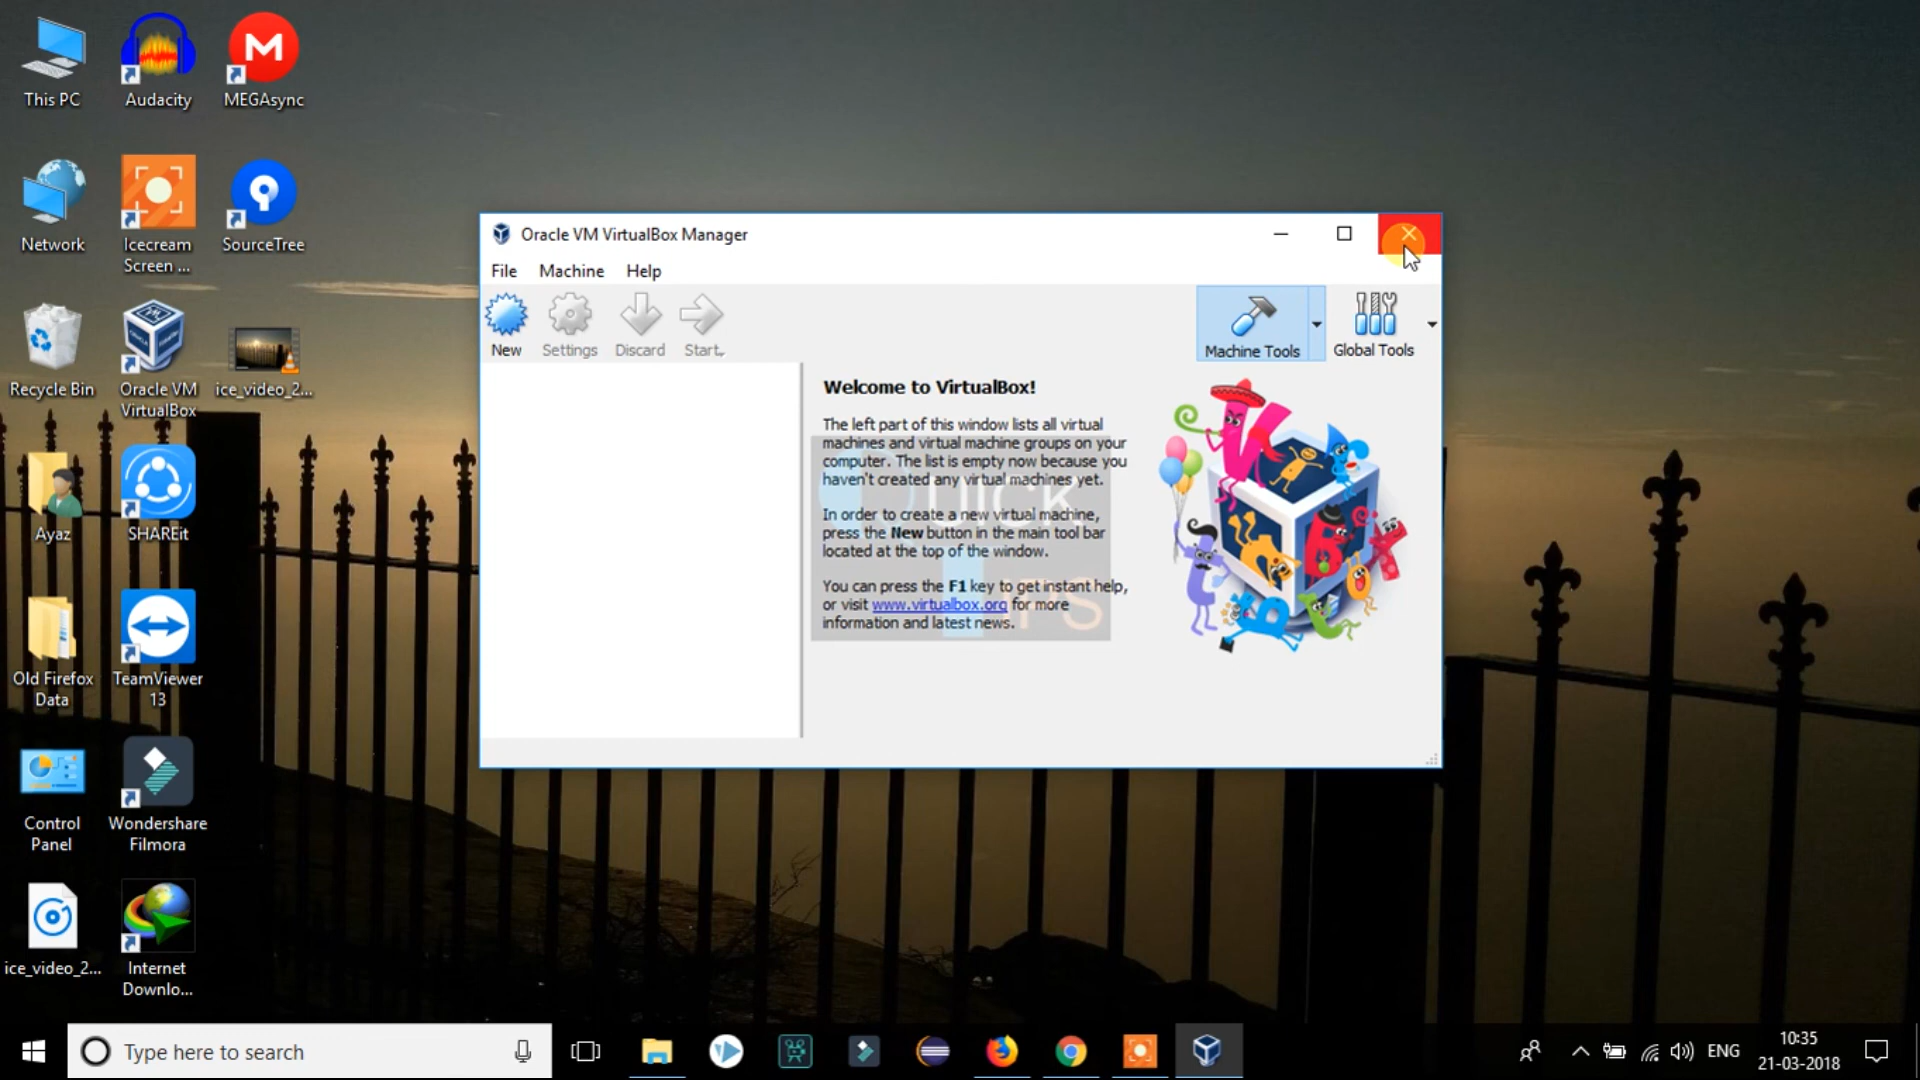 This PC
Audacity
MEGAsync
Network
Icecream
Screen ...
SourceTree
Recycle Bin
Oracle VM
VirtualBox
ice_video_2...
Ayaz
SHAREit
Old Firefox
Data
TeamViewer
13
Control
Panel
Wondershare
Filmora
ice_video_2...
Internet
Downlo...
Oracle VM VirtualBox Manager
File Machine Help
New Settings Discard Start
Machine Tools Global Tools
Welcome to VirtualBox!
The left part of this window lists all virtual
machines and virtual machine groups on your
computer. The list is empty now because you
haven't created any virtual machines yet.
In order to create a new virtual machine,
press the New button in the main tool bar
located at the top of the window.
You can press the F1 key to get instant help,
or visit www.virtualbox.org for more
information and latest news.
Type here to search
ENG
10:35
21-03-2018